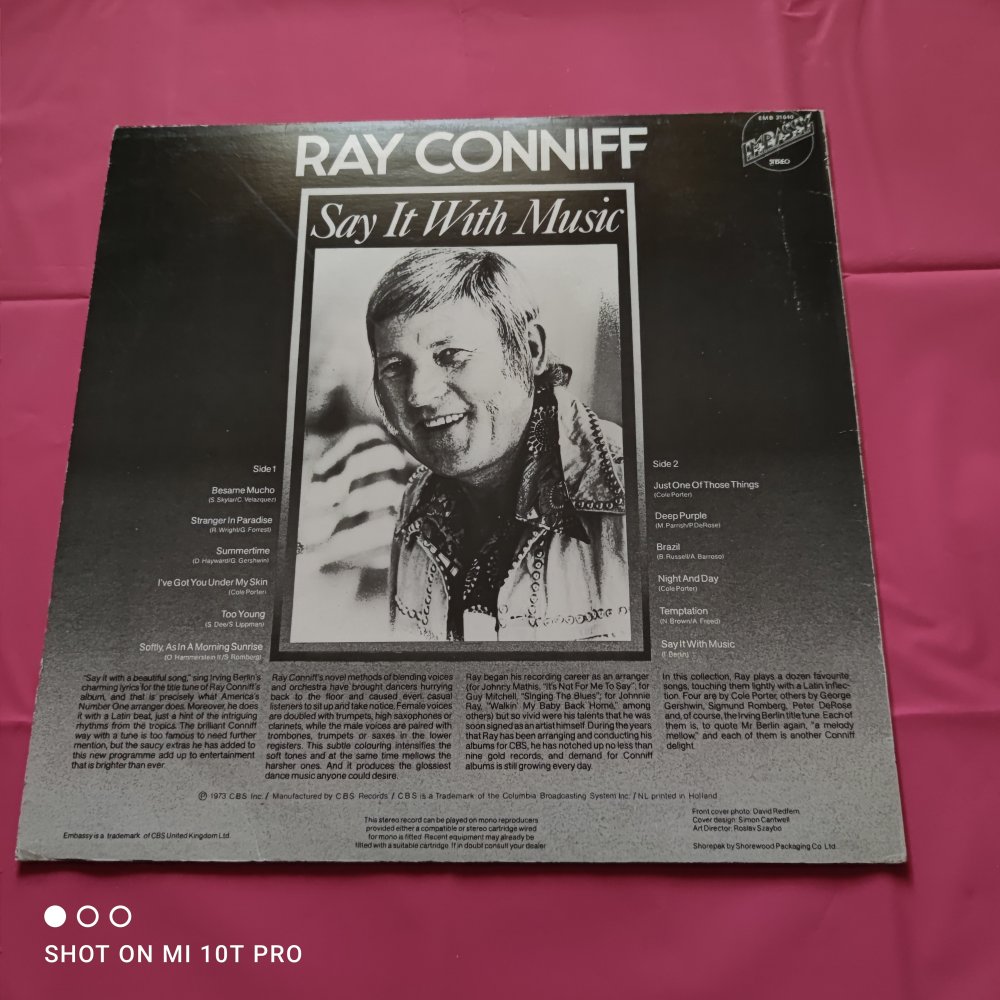 EMB 31040
EMBASSY
STEREO
RAY CONNIFF
Say It With Music
Side 1
Besame Mucho
(S. Skylar/C. Velazquez)
Stranger In Paradise
(R. Wright/G. Forrest)
Summertime
(D. Hayward/G. Gershwin)
I've Got You Under My Skin
(Cole Porter)
Too Young
(S. Dee/S. Lippman)
Softly, As In A Morning Sunrise
(O. Hammerstein II/S. Romberg)
Side 2
Just One Of Those Things
(Cole Porter)
Deep Purple
(M. Parrish/P. DeRose)
Brazil
(B. Russell/A. Barroso)
Night And Day
(Cole Porter)
Temptation
(N. Brown/A. Freed)
Say It With Music
(I. Berlin)
"Say it with a beautiful song," sing Irving Berlin's
charming lyrics for the title tune of Ray Conniff's
album, and that is precisely what America's
Number One arranger does. Moreover, he does
it with a Latin beat, just a hint of the intriguing
rhythms from the tropics. The brilliant Conniff
way with a tune is too famous to need further
mention, but the saucy extras he has added to
this new programme add up to entertainment
that is brighter than ever.
Ray Conniff's novel methods of blending voices
and orchestra have brought dancers hurrying
back to the floor and caused even casual
listeners to sit up and take notice. Female voices
are doubled with trumpets, high saxophones or
clarinets, while the male voices are paired with
trombones, trumpets or saxes in the lower
registers. This subtle colouring intensifies the
soft tones and at the same time mellows the
harsher ones. And it produces the glossiest
dance music anyone could desire.
Ray began his recording career as an arranger
(for Johnny Mathis, "It's Not For Me To Say"; for
Guy Mitchell, "Singing The Blues"; for Johnnie
Ray, "Walkin' My Baby Back Home," among
others) but so vivid were his talents that he was
soon signed as an artist himself. During the years
that Ray has been arranging and conducting his
albums for CBS, he has notched up no less than
nine gold records, and demand for Conniff
albums is still growing every day.
In this collection, Ray plays a dozen favourite
songs, touching them lightly with a Latin inflec-
tion. Four are by Cole Porter, others by George
Gershwin, Sigmund Romberg, Peter DeRose
and, of course, the Irving Berlin title tune. Each of
them is, to quote Mr Berlin again, "a melody
mellow," and each of them is another Conniff
delight.
℗ 1973 CBS Inc. / Manufactured by CBS Records / CBS is a Trademark of the Columbia Broadcasting System Inc. / NL printed in Holland
Embassy is a trademark of CBS United Kingdom Ltd.
This stereo record can be played on mono reproducers
provided either a compatible or stereo cartridge wired
for mono is fitted. Recent equipment may already be
fitted with a suitable cartridge. If in doubt consult your dealer
Front cover photo: David Redfern
Cover design: Simon Cantwell
Art Director: Roslav Szaybo
Shorepak by Shorewood Packaging Co. Ltd.
SHOT ON MI 10T PRO